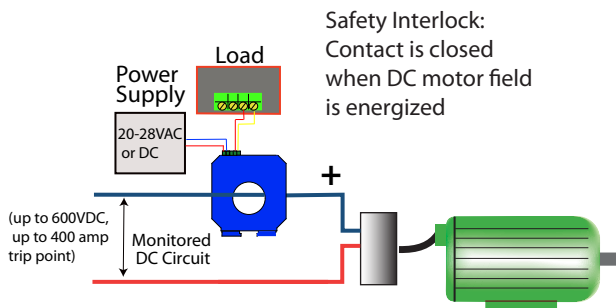 Safety Interlock:
Contact is closed
when DC motor field
is energized
Load
Power
Supply
20-28VAC
or DC
+
(up to 600VDC,
up to 400 amp
trip point)
Monitored
DC Circuit